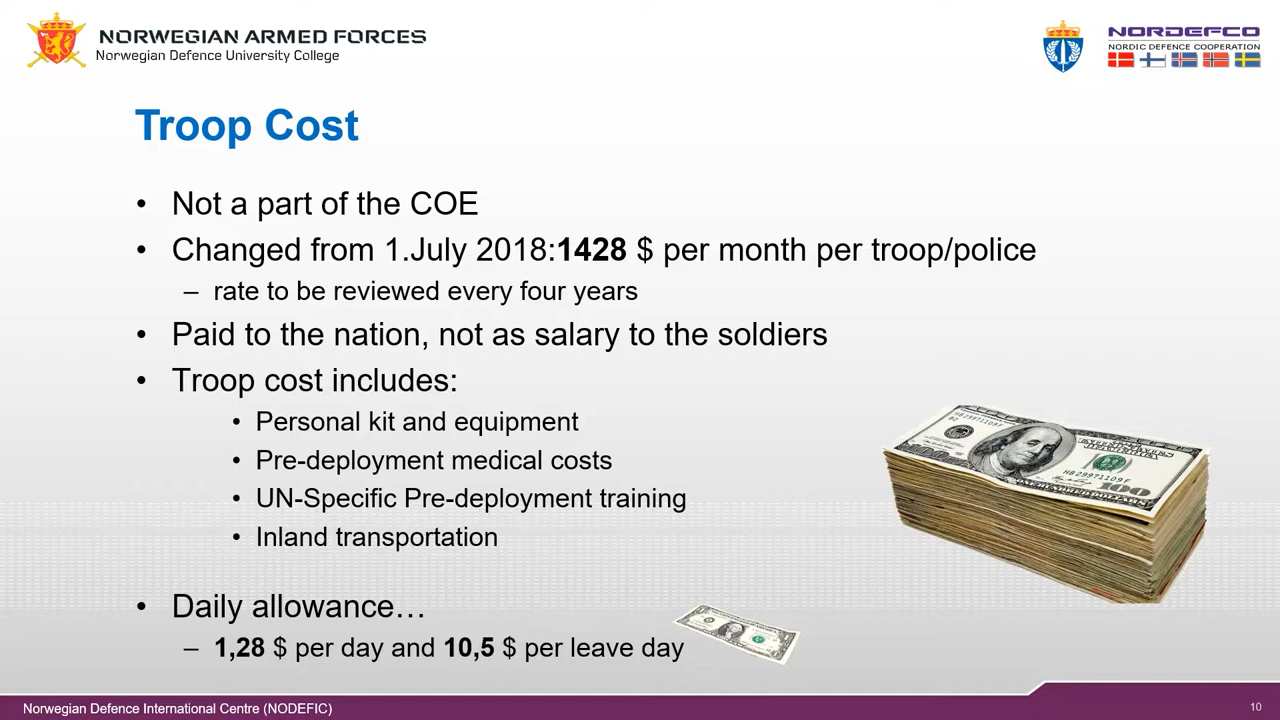 NORWEGIAN ARMED FORCES
Norwegian Defence University College
NORDEFCO
NORDIC DEFENCE COOPERATION
Troop Cost
• Not a part of the COE
• Changed from 1.July 2018:1428 $ per month per troop/police
– rate to be reviewed every four years
• Paid to the nation, not as salary to the soldiers
• Troop cost includes:
• Personal kit and equipment
• Pre-deployment medical costs
• UN-Specific Pre-deployment training
• Inland transportation
HB 29971109 F
100
• Daily allowance…
– 1,28 $ per day and 10,5 $ per leave day
Norwegian Defence International Centre (NODEFIC)
10